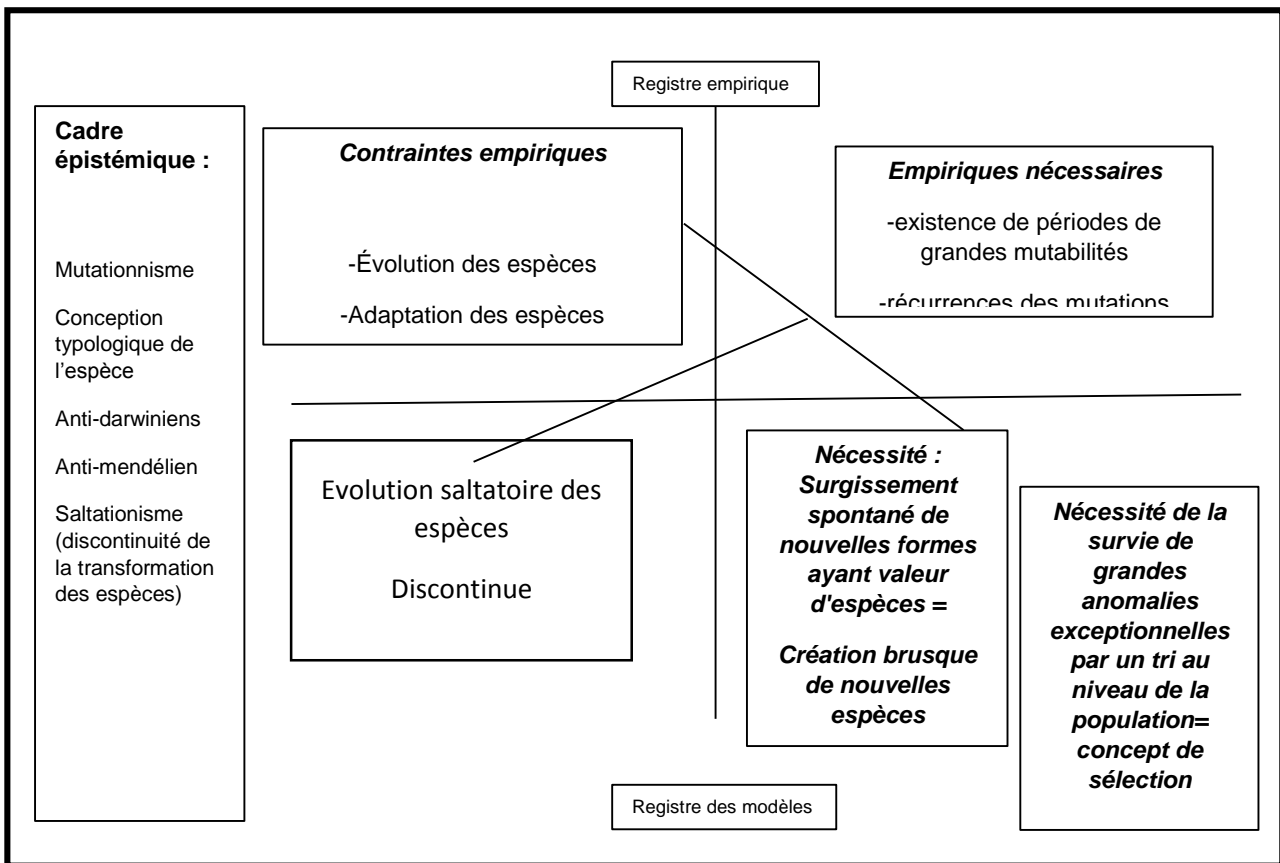 Registre empirique
Cadre
épistémique :
Mutationnisme
Conception
typologique de
l'espèce
Anti-darwiniens
Anti-mendélien
Saltationisme
(discontinuité de
la transformation
des espèces)
Contraintes empiriques
-Évolution des espèces
-Adaptation des espèces
Empiriques nécessaires
-existence de périodes de
grandes mutabilités
-récurrences des mutations
Evolution saltatoire des
espèces
Discontinue
Nécessité :
Surgissement
spontané de
nouvelles formes
ayant valeur
d'espèces =
Création brusque
de nouvelles
espèces
Nécessité de la
survie de
grandes
anomalies
exceptionnelles
par un tri au
niveau de la
population=
concept de
sélection
Registre des modèles